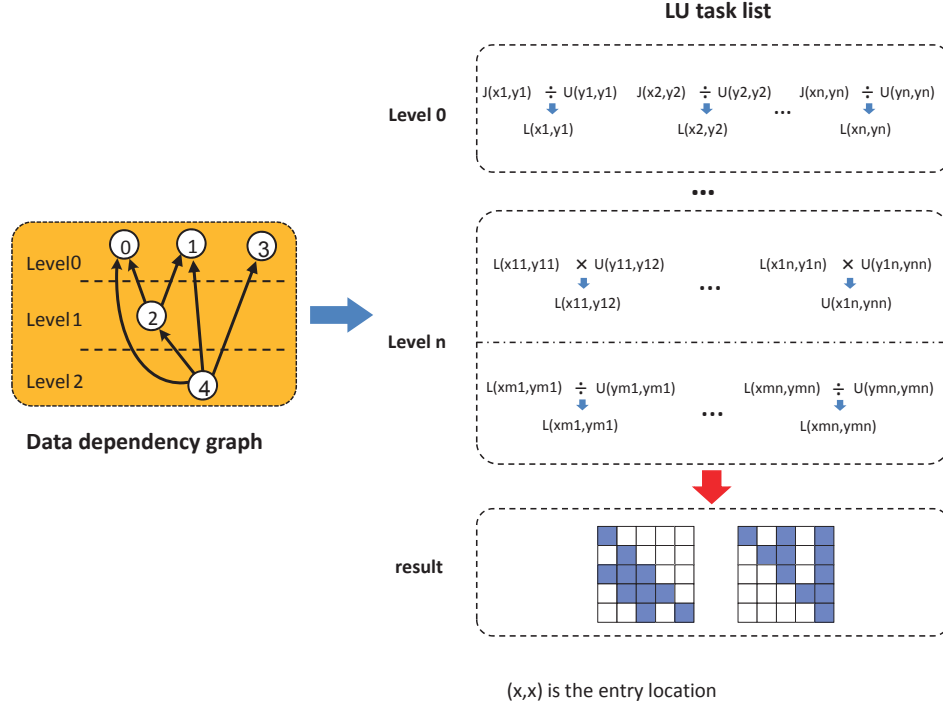 LU task list
Level 0
J(x1,y1) ÷ U(y1,y1) J(x2,y2) ÷ U(y2,y2) ... J(xn,yn) ÷ U(yn,yn)
L(x1,y1) L(x2,y2) L(xn,yn)
...
Level0 0 1 3
Level 1 2
Level 2 4
Data dependency graph
Level n
L(x11,y11) × U(y11,y12) ... L(x1n,y1n) × U(y1n,ynn)
L(x11,y12) U(x1n,ynn)
L(xm1,ym1) ÷ U(ym1,ym1) ... L(xmn,ymn) ÷ U(ymn,ymn)
L(xm1,ym1) L(xmn,ymn)
result
(x,x) is the entry location